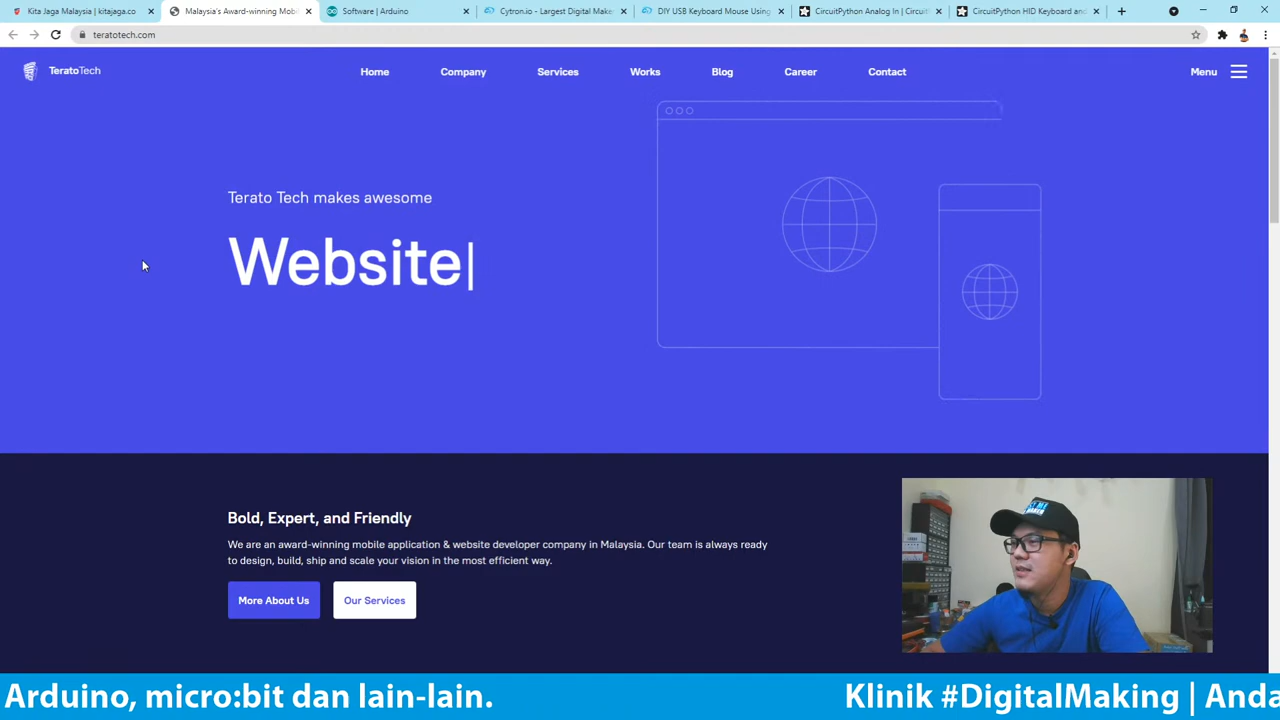 Kita Jaga Malaysia | kitajaga.co
Malaysia's Award-winning Mobi
Software | Arduino
Cytron.io - Largest Digital Make
DIY USB Keyboard Mouse Using
CircuitPython Analog In | Circuit
CircuitPython HID Keyboard and
teratotech.com
TeratoTech
Home
Company
Services
Works
Blog
Career
Contact
Menu
Terato Tech makes awesome
Website|
Bold, Expert, and Friendly
We are an award-winning mobile application & website developer company in Malaysia. Our team is always ready
to design, build, ship and scale your vision in the most efficient way.
More About Us
Our Services
Arduino, micro:bit dan lain-lain.
Klinik #DigitalMaking | Anda